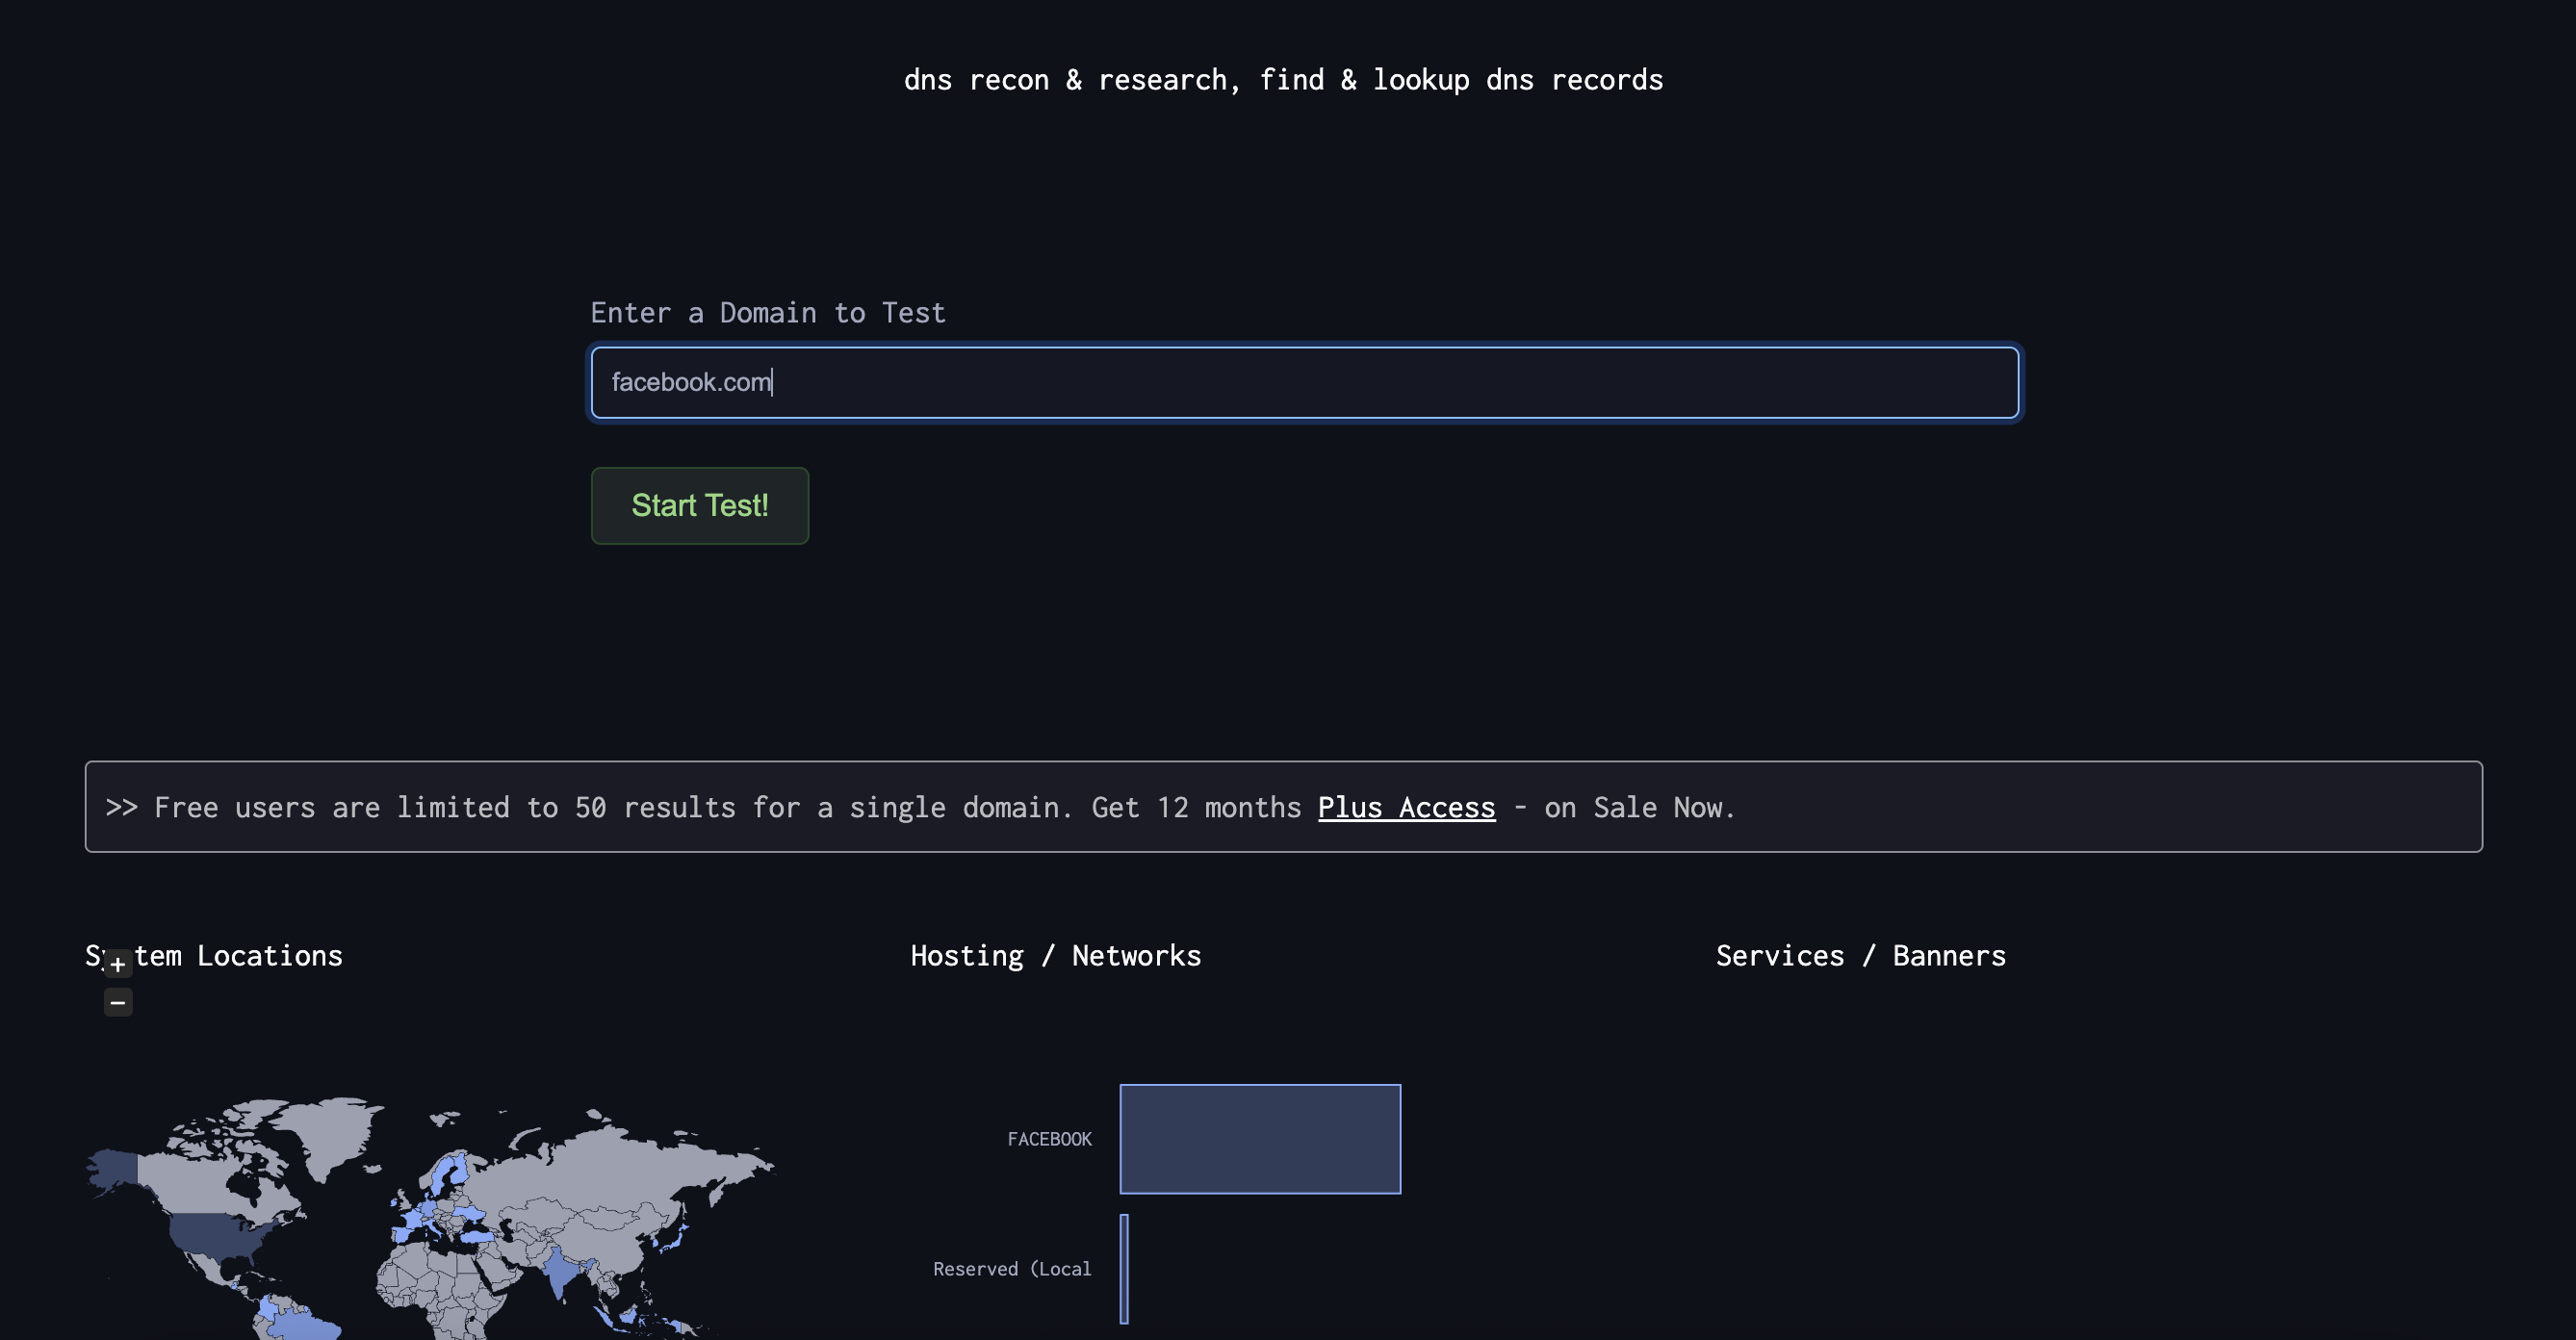 dns recon & research, find & lookup dns records
Enter a Domain to Test
facebook.com
Start Test!
>> Free users are limited to 50 results for a single domain. Get 12 months Plus Access - on Sale Now.
System Locations
+
−
Hosting / Networks
FACEBOOK
Reserved (Local
Services / Banners